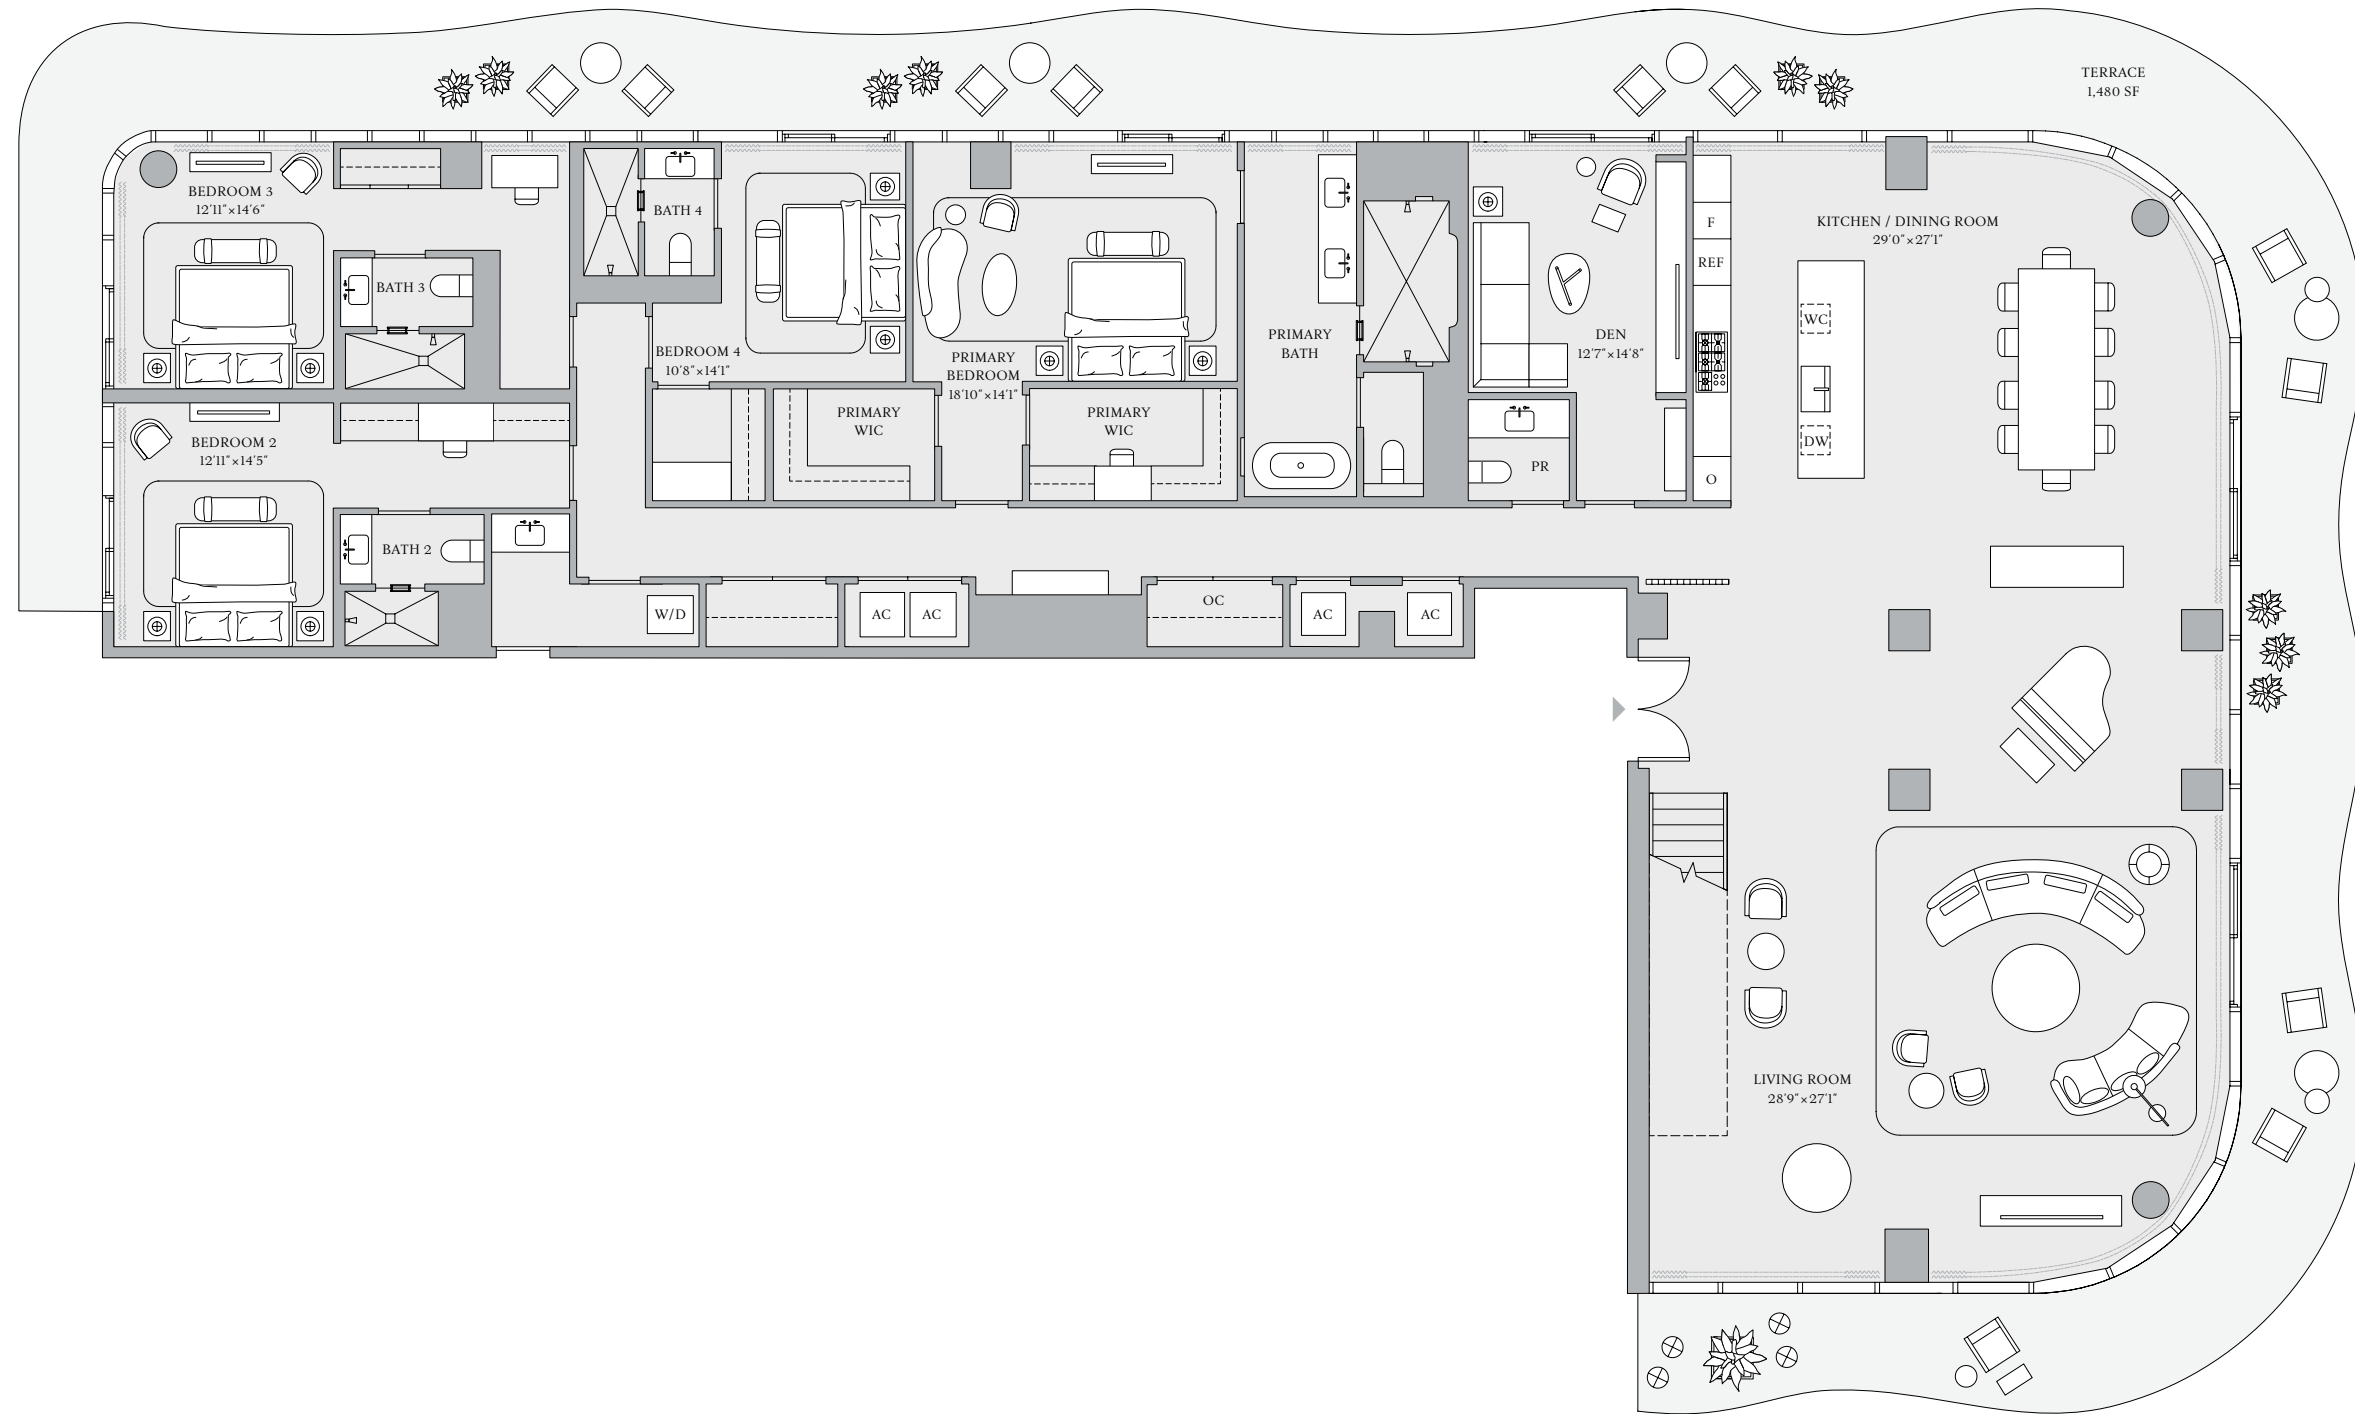 TERRACE
1,480 SF
BEDROOM 3
12'11"×14'6"
BATH 4
KITCHEN / DINING ROOM
29'0"×27'1"
F
REF
BATH 3
WC
PRIMARY
BATH
DEN
12'7"×14'8"
BEDROOM 4
10'8"×14'1"
PRIMARY
BEDROOM
18'10"×14'1"
PRIMARY
WIC
PRIMARY
WIC
BEDROOM 2
12'11"×14'5"
DW
PR
O
BATH 2
W/D
AC
AC
OC
AC
AC
LIVING ROOM
28'9"×27'1"